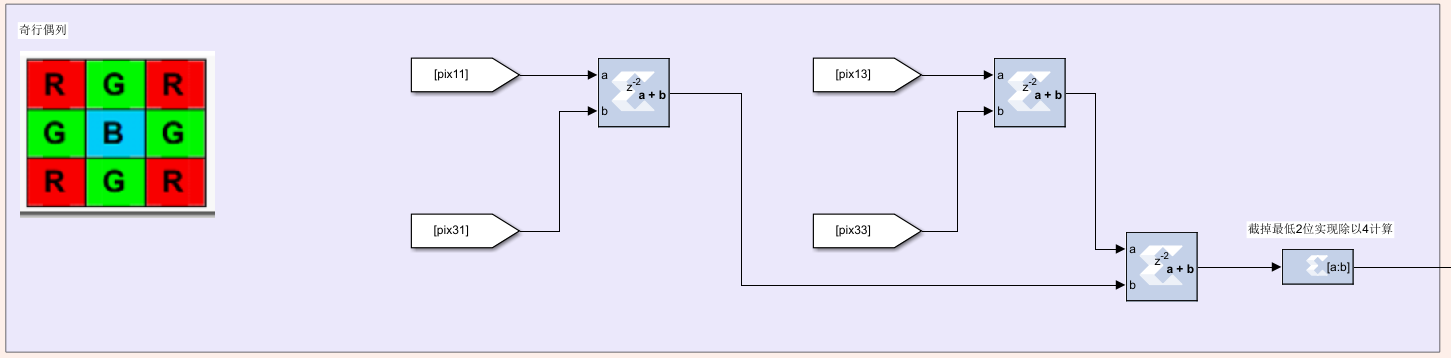 奇行偶列
R G R
G B G
R G R
[pix11]
a
b
z-2
a + b
[pix31]
[pix13]
a
b
z-2
a + b
[pix33]
a
b
z-2
a + b
截掉最低2位实现除以4计算
[a:b]